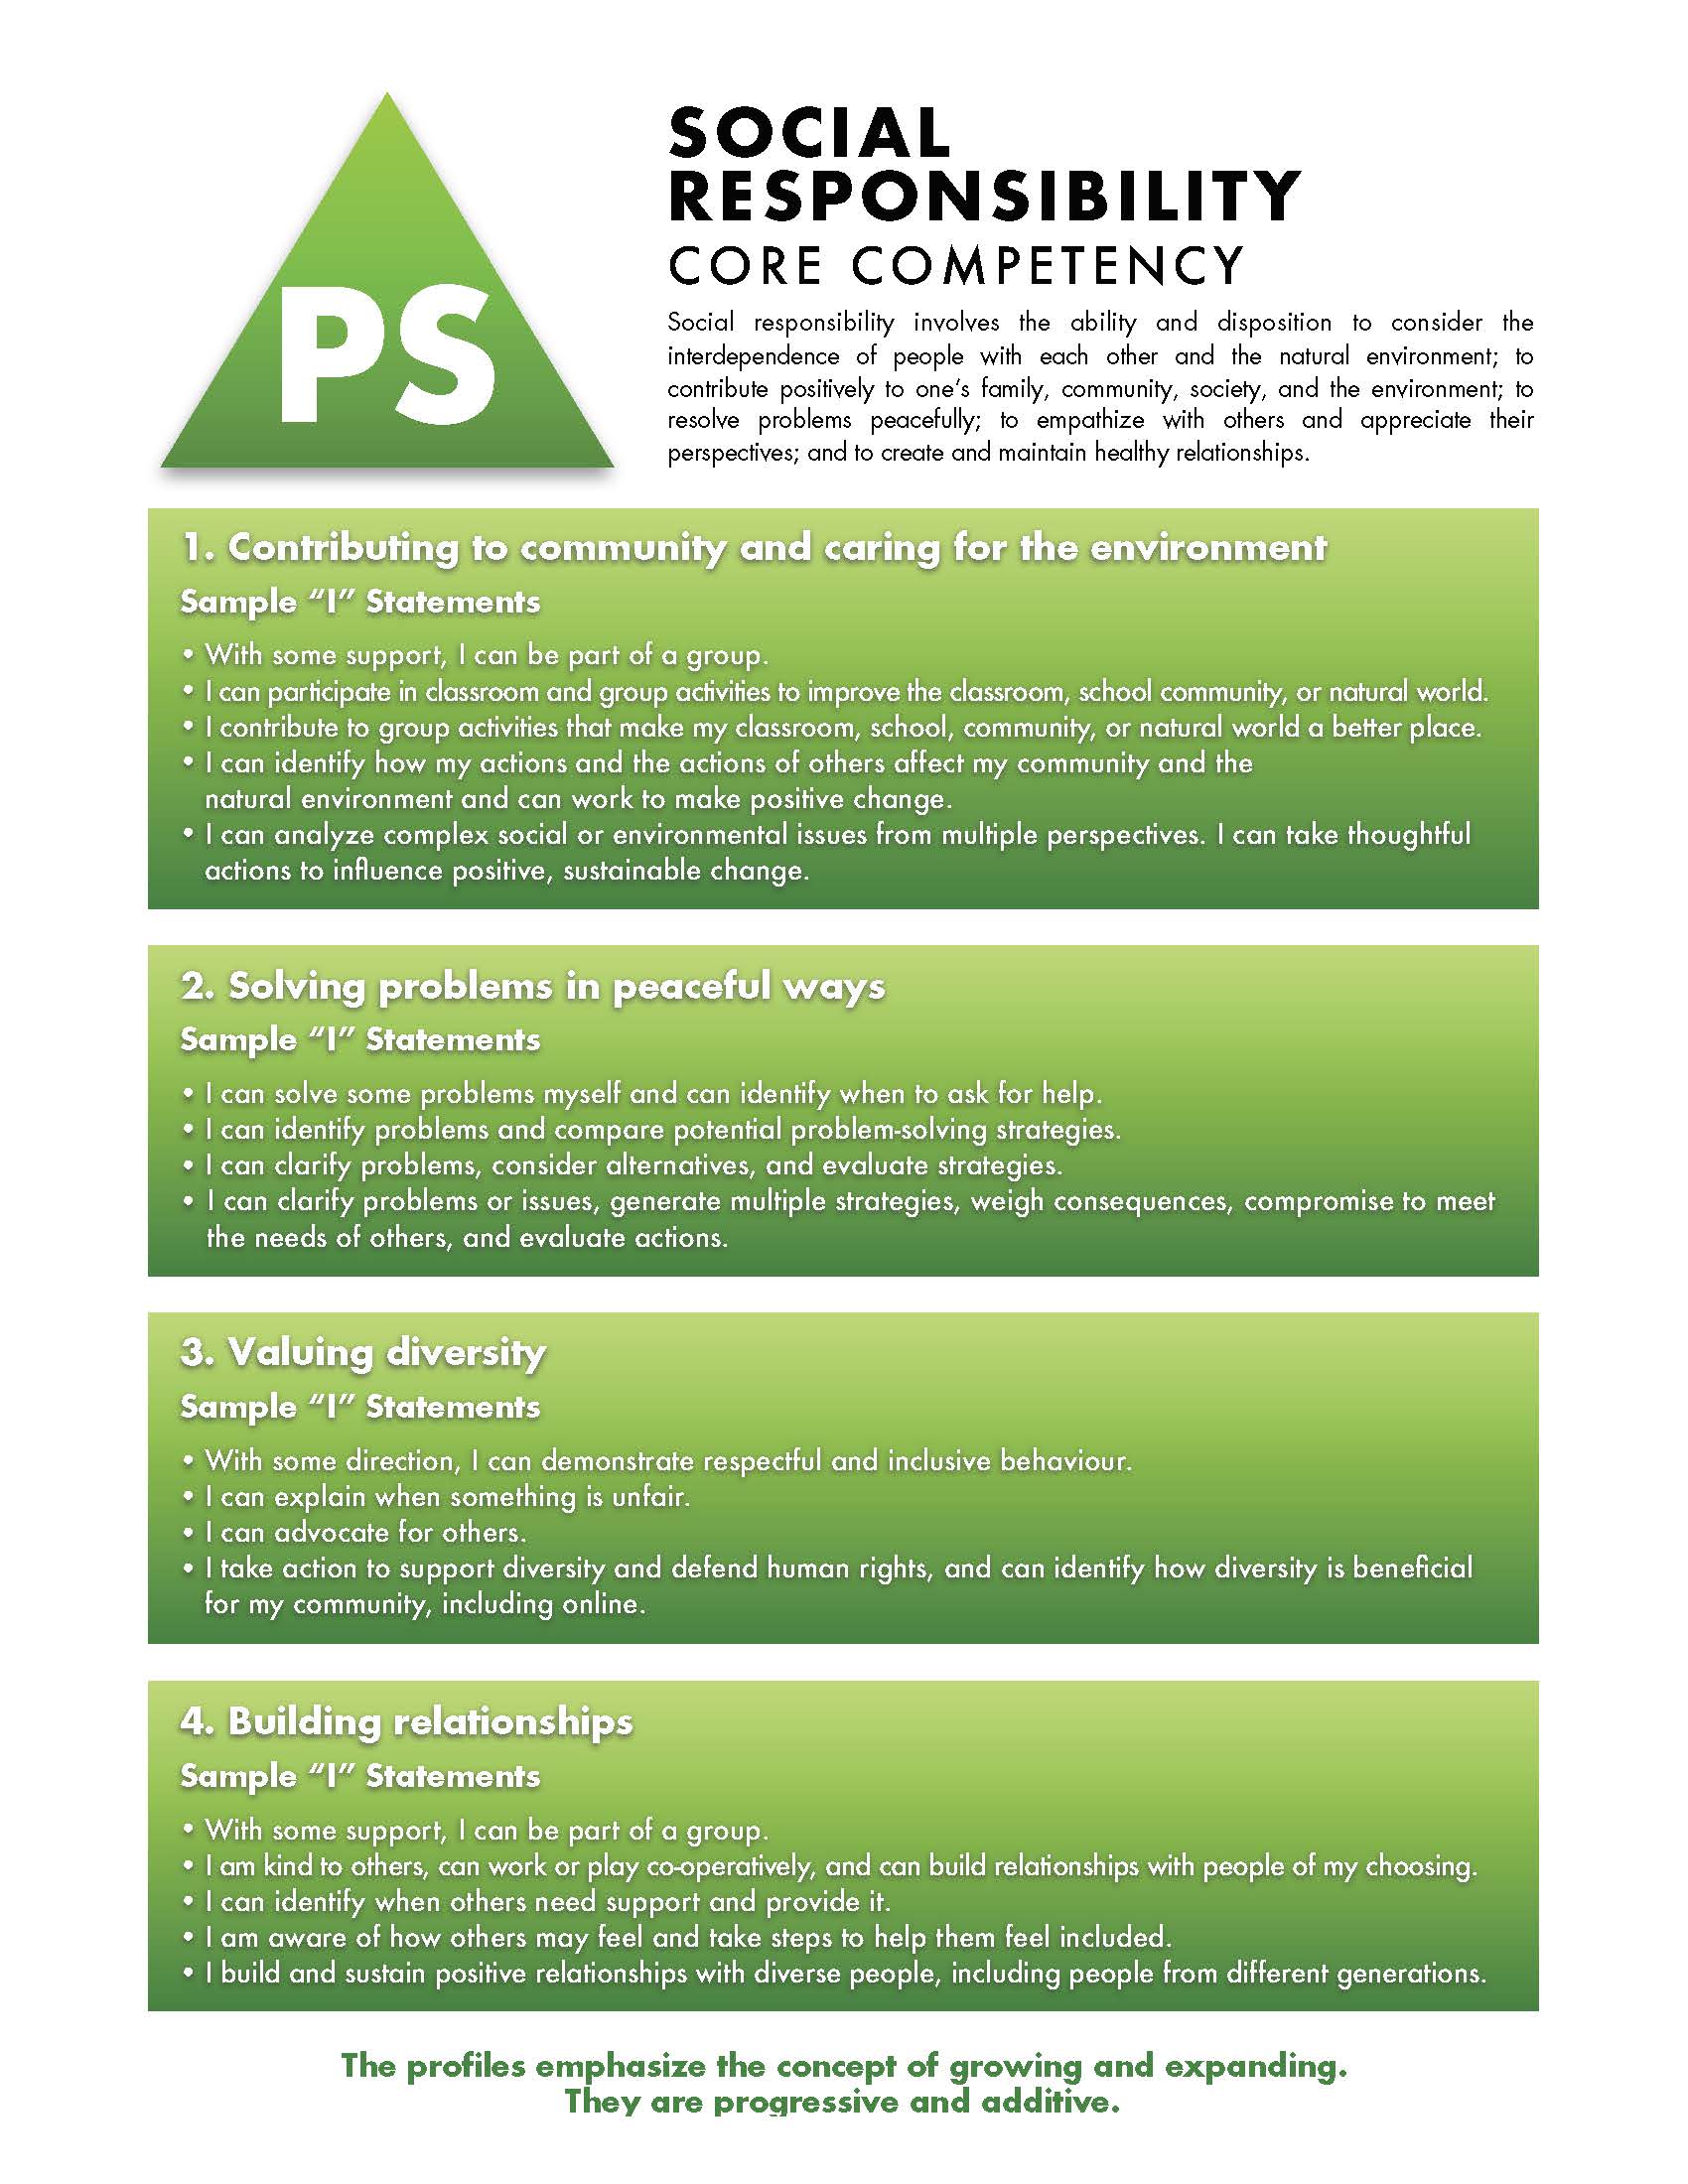 PS
SOCIAL
RESPONSIBILITY
CORE COMPETENCY
Social responsibility involves the ability and disposition to consider the
interdependence of people with each other and the natural environment; to
contribute positively to one's family, community, society, and the environment; to
resolve problems peacefully; to empathize with others and appreciate their
perspectives; and to create and maintain healthy relationships.
1. Contributing to community and caring for the environment
Sample “I” Statements
• With some support, I can be part of a group.
• I can participate in classroom and group activities to improve the classroom, school community, or natural world.
• I contribute to group activities that make my classroom, school, community, or natural world a better place.
• I can identify how my actions and the actions of others affect my community and the
natural environment and can work to make positive change.
• I can analyze complex social or environmental issues from multiple perspectives. I can take thoughtful
actions to influence positive, sustainable change.
2. Solving problems in peaceful ways
Sample “I” Statements
• I can solve some problems myself and can identify when to ask for help.
• I can identify problems and compare potential problem-solving strategies.
• I can clarify problems, consider alternatives, and evaluate strategies.
• I can clarify problems or issues, generate multiple strategies, weigh consequences, compromise to meet
the needs of others, and evaluate actions.
3. Valuing diversity
Sample “I” Statements
• With some direction, I can demonstrate respectful and inclusive behaviour.
• I can explain when something is unfair.
• I can advocate for others.
• I take action to support diversity and defend human rights, and can identify how diversity is beneficial
for my community, including online.
4. Building relationships
Sample “I” Statements
• With some support, I can be part of a group.
• I am kind to others, can work or play co-operatively, and can build relationships with people of my choosing.
• I can identify when others need support and provide it.
• I am aware of how others may feel and take steps to help them feel included.
• I build and sustain positive relationships with diverse people, including people from different generations.
The profiles emphasize the concept of growing and expanding.
They are progressive and additive.